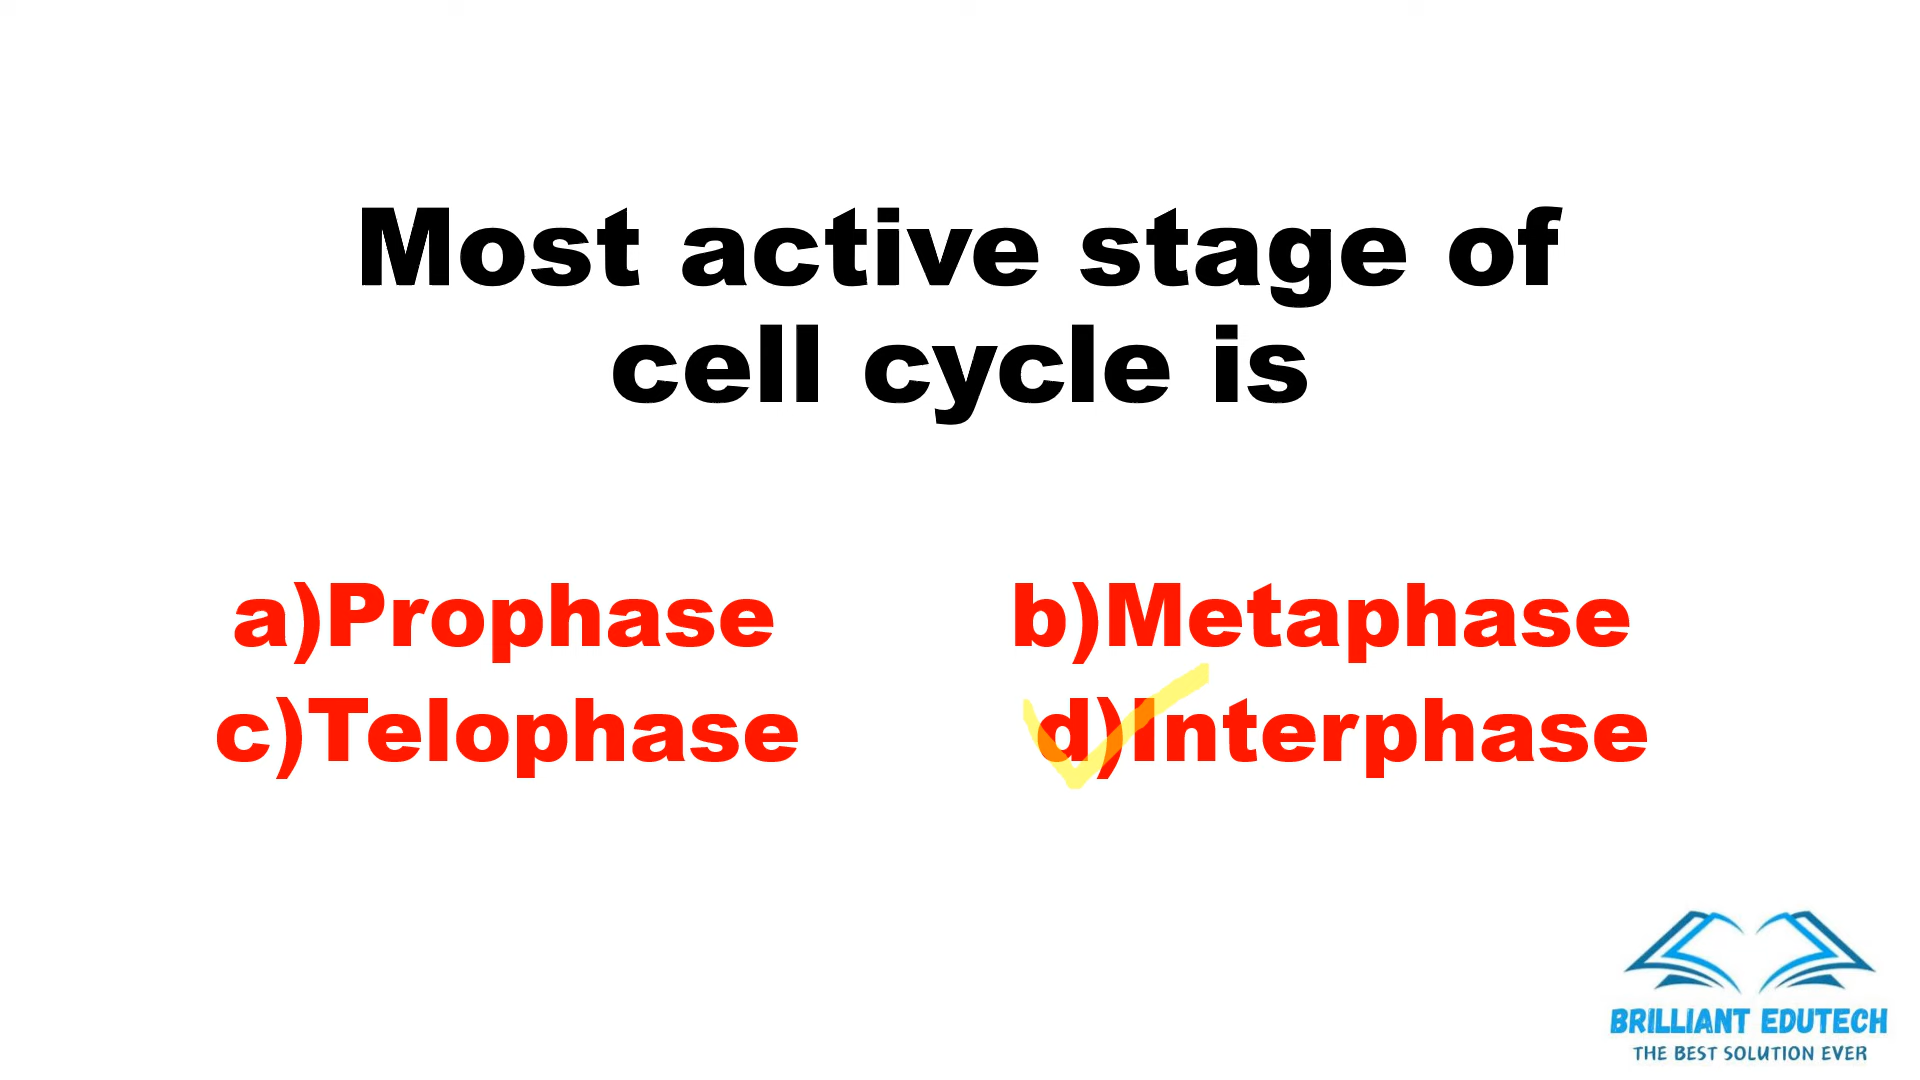 Most active stage of
cell cycle is
a)Prophase b)Metaphase
c)Telophase d)Interphase
BRILLIANT EDUTECH
THE BEST SOLUTION EVER